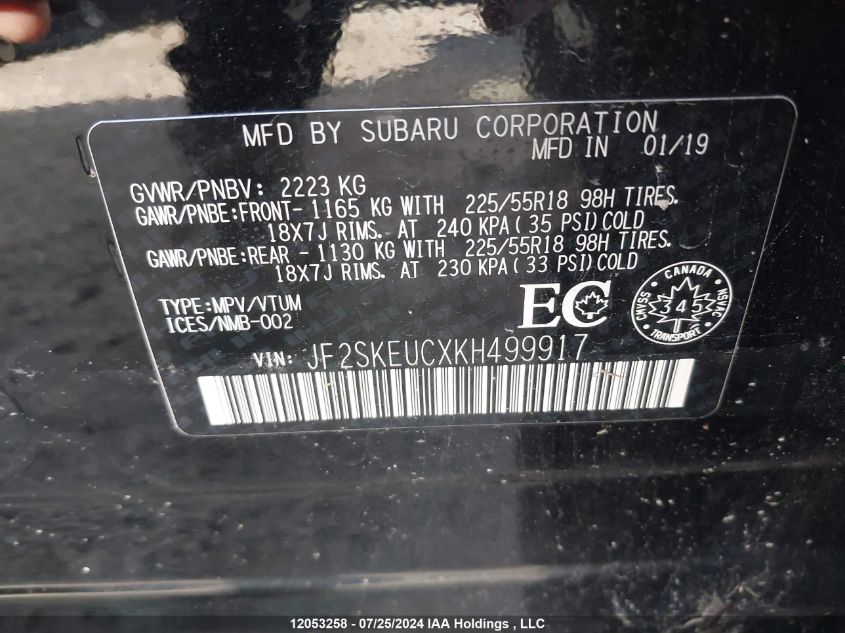 MFD BY SUBARU CORPORATION
MFD IN 01/19
GVWR/PNBV: 2223 KG
GAWR/PNBE:FRONT- 1165 KG WITH 225/55R18 98H TIRES.
18X7J RIMS. AT 240 KPA(35 PSI)COLD
GAWR/PNBE:REAR - 1130 KG WITH 225/55R18 98H TIRES.
18X7J RIMS. AT 230 KPA(33 PSI)COLD
TYPE:MPV/VTUM
ICES/NMB-002
EC
CANADA
CMVSS 345 NSVAC
TRANSPORT
VIN: JF2SKEUCXKH499917
12053258 - 07/25/2024 IAA Holdings , LLC